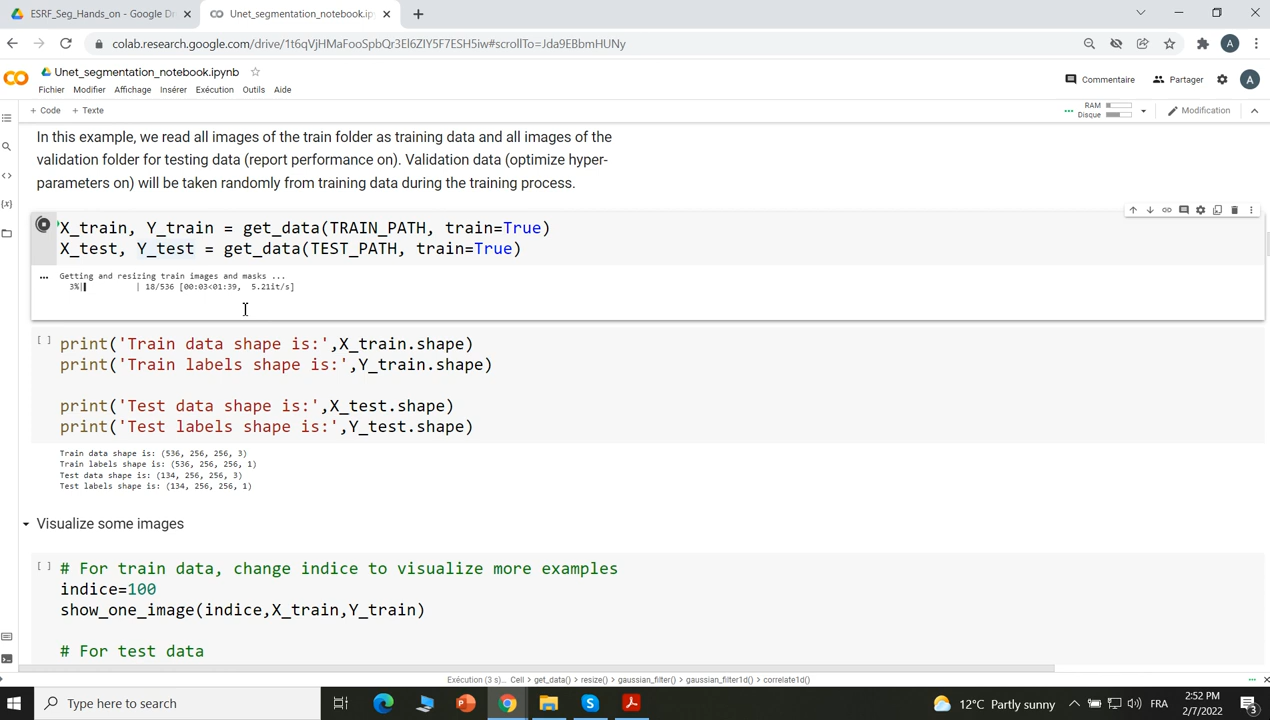 ESRF_Seg_Hands_on - Google Dr
Unet_segmentation_notebook.ipyn
colab.research.google.com/drive/1t6qVjHMaFooSpbQr3El6ZIY5F7ESH5iw#scrollTo=Jda9EBbmHUNy
A
Unet_segmentation_notebook.ipynb
Commentaire
Partager
A
Fichier Modifier Affichage Insérer Exécution Outils Aide
+ Code + Texte
RAM
Disque
Modification
In this example, we read all images of the train folder as training data and all images of the
validation folder for testing data (report performance on). Validation data (optimize hyper-
parameters on) will be taken randomly from training data during the training process.
X_train, Y_train = get_data(TRAIN_PATH, train=True)
X_test, Y_test = get_data(TEST_PATH, train=True)
Getting and resizing train images and masks ...
3%| | 18/536 [00:03<01:39, 5.21it/s]
[ ] print('Train data shape is:',X_train.shape)
print('Train labels shape is:',Y_train.shape)
print('Test data shape is:',X_test.shape)
print('Test labels shape is:',Y_test.shape)
Train data shape is: (536, 256, 256, 3)
Train labels shape is: (536, 256, 256, 1)
Test data shape is: (134, 256, 256, 3)
Test labels shape is: (134, 256, 256, 1)
Visualize some images
[ ] # For train data, change indice to visualize more examples
indice=100
show_one_image(indice,X_train,Y_train)
# For test data
Exécution (3 s) Cell > get_data() > resize() > gaussian_filter() > gaussian_filter1d() > correlate1d()
Type here to search
12°C Partly sunny
FRA
2:52 PM
2/7/2022
3